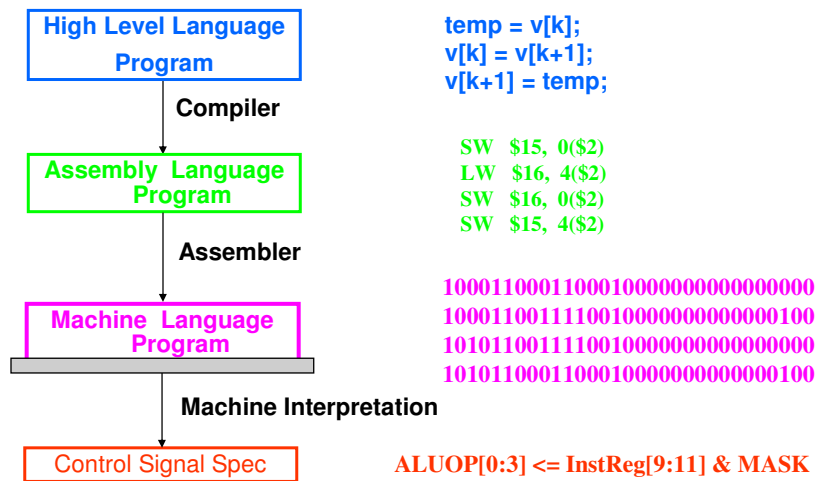 High Level Language
Program
temp = v[k];
v[k] = v[k+1];
v[k+1] = temp;
Compiler
Assembly Language
Program
SW $15, 0($2)
LW $16, 4($2)
SW $16, 0($2)
SW $15, 4($2)
Assembler
Machine Language
Program
10001100011000100000000000000000
10001100111100100000000000000100
10101100111100100000000000000000
10101100011000100000000000000100
Machine Interpretation
Control Signal Spec
ALUOP[0:3] <= InstReg[9:11] & MASK